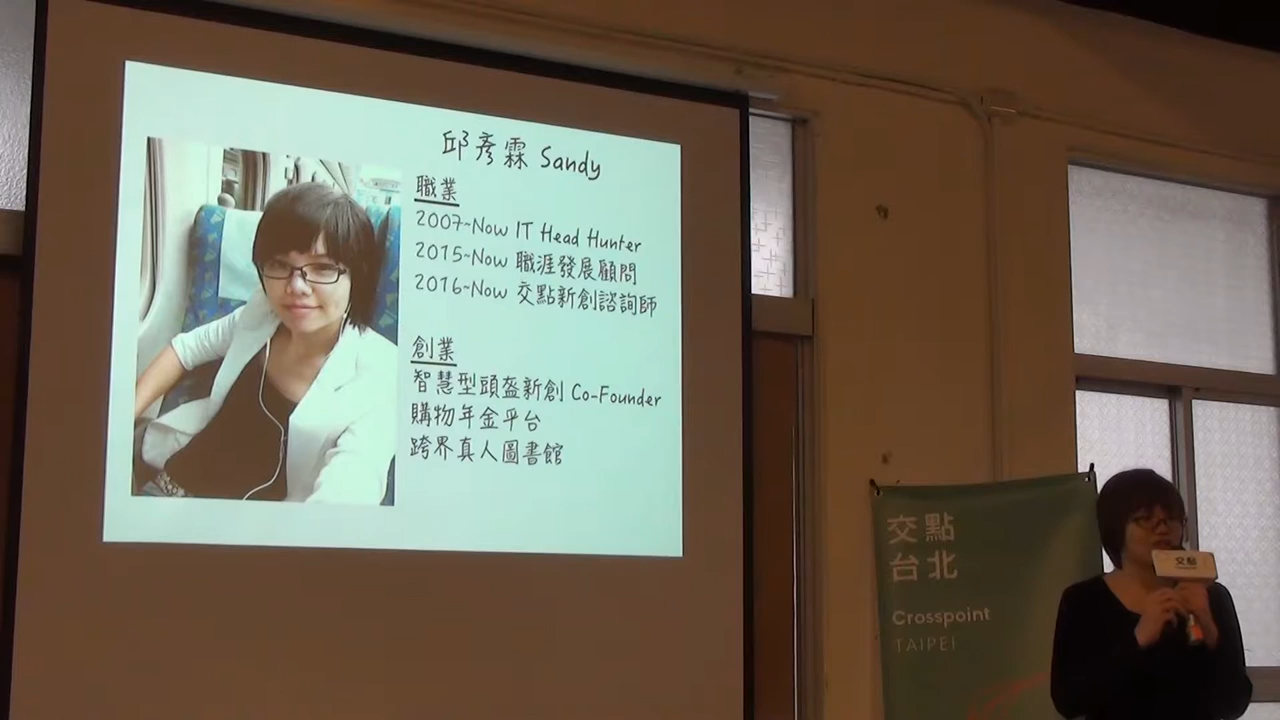 邱彥霖 Sandy
職業
2007~Now IT Head Hunter
2015~Now 職涯發展顧問
2016~Now 交點新創諮詢師
創業
智慧型頭盔新創 Co-Founder
購物年金平台
跨界真人圖書館
交點
台北
Crosspoint
TAIPEI
交點